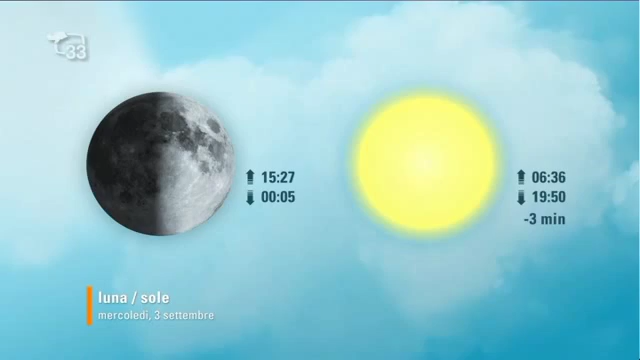 33
15:27
00:05
06:36
19:50
-3 min
luna / sole
mercoledì, 3 settembre